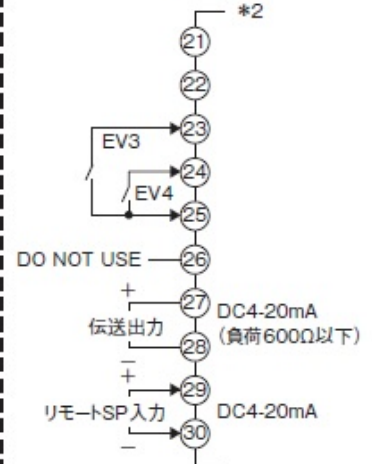 *2
21
22
23
EV3
24
EV4
25
DO NOT USE
26
+
27
DC4-20mA
伝送出力
(負荷600Ω以下)
28
−
+
29
リモートSP入力
DC4-20mA
30
−